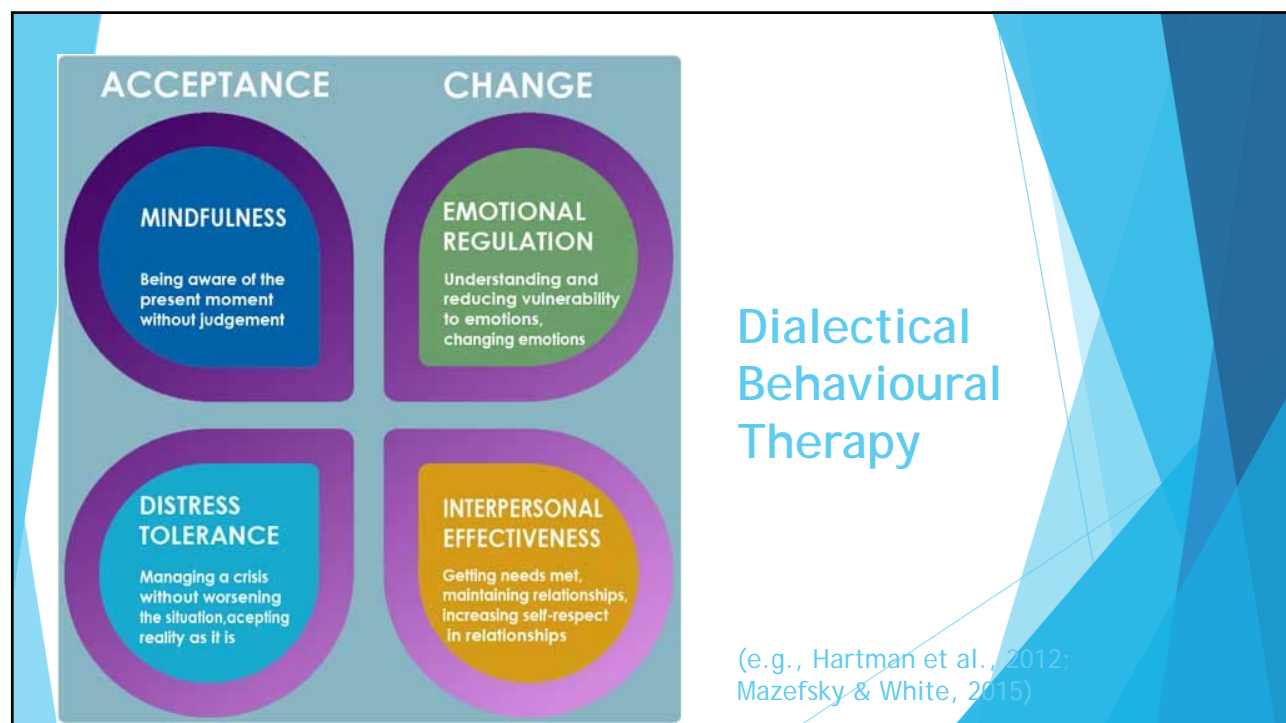 ACCEPTANCE
CHANGE
MINDFULNESS
Being aware of the
present moment
without judgement
EMOTIONAL
REGULATION
Understanding and
reducing vulnerability
to emotions,
changing emotions
DISTRESS
TOLERANCE
Managing a crisis
without worsening
the situation,acepting
reality as it is
INTERPERSONAL
EFFECTIVENESS
Getting needs met,
maintaining relationships,
increasing self-respect
in relationships
Dialectical
Behavioural
Therapy
(e.g., Hartman et al., 2012;
Mazefsky & White, 2015)